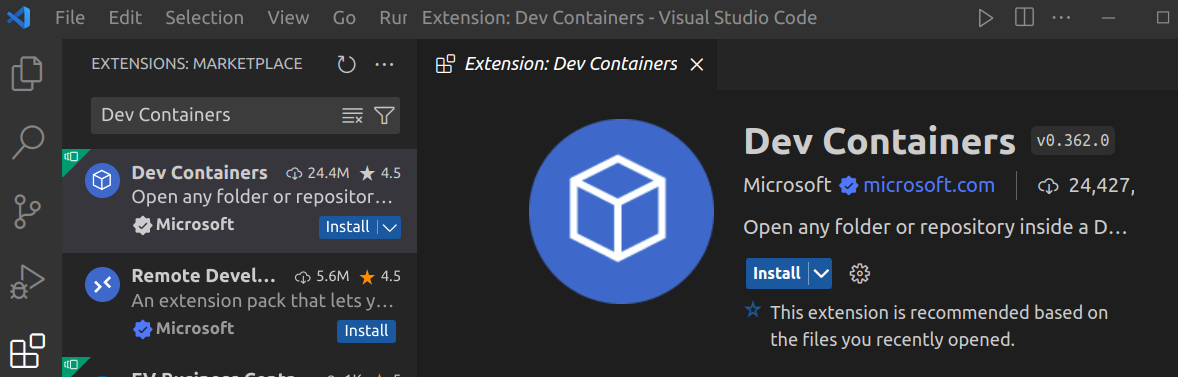 File Edit Selection View Go Run Extension: Dev Containers - Visual Studio Code
EXTENSIONS: MARKETPLACE
Extension: Dev Containers
Dev Containers
Dev Containers 24.4M 4.5
Open any folder or repositor…
Microsoft Install
Remote Devel… 5.6M 4.5
An extension pack that lets y…
Microsoft Install
Dev Containers v0.362.0
Microsoft microsoft.com 24,427,
Open any folder or repository inside a D…
Install
This extension is recommended based on
the files you recently opened.